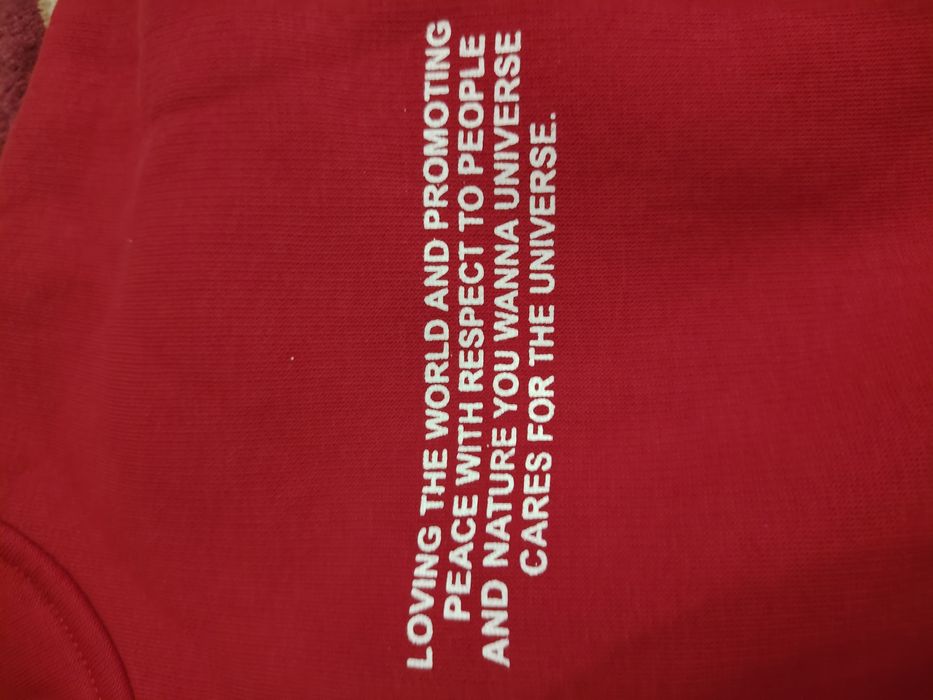 LOVING THE WORLD AND PROMOTING
PEACE WITH RESPECT TO PEOPLE
AND NATURE YOU WANNA UNIVERSE
CARES FOR THE UNIVERSE.